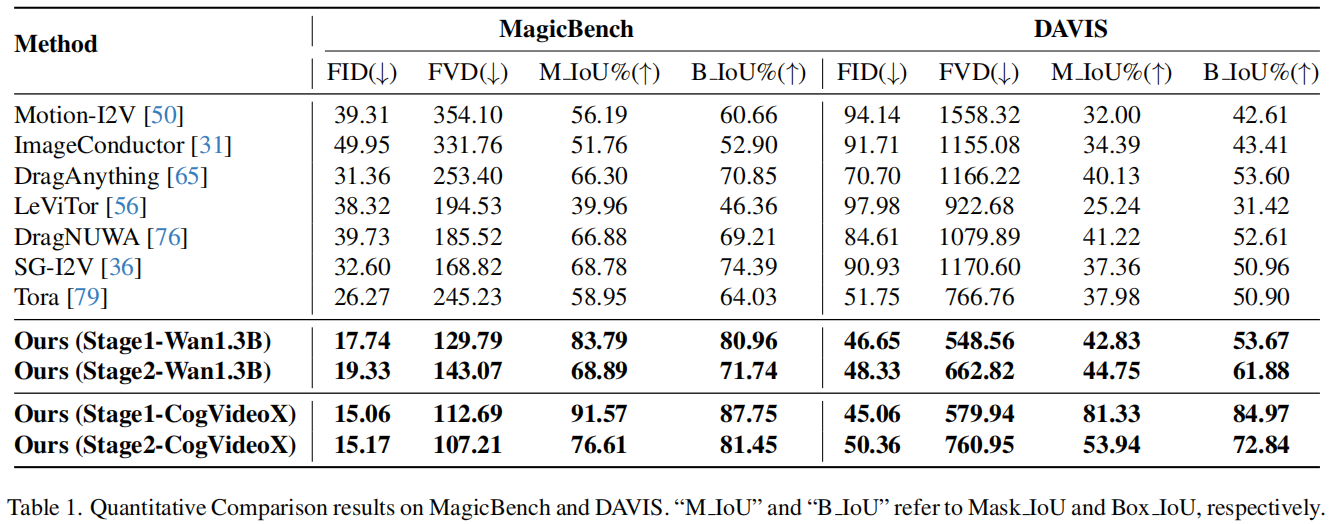 Method MagicBench DAVIS
FID(↓) FVD(↓) M_IoU%(↑) B_IoU%(↑) FID(↓) FVD(↓) M_IoU%(↑) B_IoU%(↑)
Motion-I2V [50] 39.31 354.10 56.19 60.66 94.14 1558.32 32.00 42.61
ImageConductor [31] 49.95 331.76 51.76 52.90 91.71 1155.08 34.39 43.41
DragAnything [65] 31.36 253.40 66.30 70.85 70.70 1166.22 40.13 53.60
LeViTor [56] 38.32 194.53 39.96 46.36 97.98 922.68 25.24 31.42
DragNUWA [76] 39.73 185.52 66.88 69.21 84.61 1079.89 41.22 52.61
SG-I2V [36] 32.60 168.82 68.78 74.39 90.93 1170.60 37.36 50.96
Tora [79] 26.27 245.23 58.95 64.03 51.75 766.76 37.98 50.90
Ours (Stage1-Wan1.3B) 17.74 129.79 83.79 80.96 46.65 548.56 42.83 53.67
Ours (Stage2-Wan1.3B) 19.33 143.07 68.89 71.74 48.33 662.82 44.75 61.88
Ours (Stage1-CogVideoX) 15.06 112.69 91.57 87.75 45.06 579.94 81.33 84.97
Ours (Stage2-CogVideoX) 15.17 107.21 76.61 81.45 50.36 760.95 53.94 72.84
Table 1. Quantitative Comparison results on MagicBench and DAVIS. “M_IoU” and “B_IoU” refer to Mask_IoU and Box_IoU, respectively.